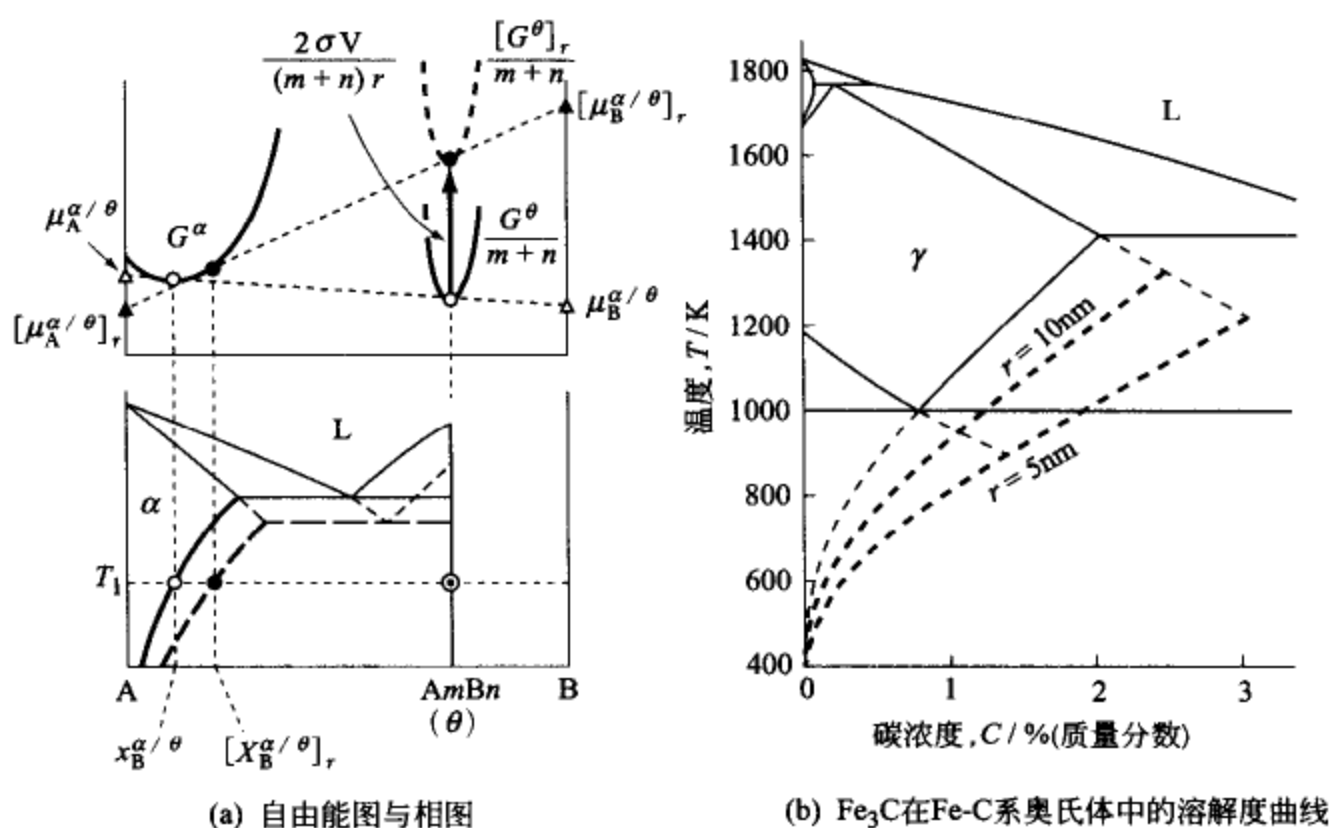 2σV
(m + n) r
[G^θ]_r
m + n
μ_A^{α/θ}
G^α
[μ_B^{α/θ}]_r
G^θ
m + n
μ_B^{α/θ}
[μ_A^{α/θ}]_r
L
α
T_1
A
AmBn
(θ)
B
x_B^{α/θ}
[X_B^{α/θ}]_r
(a) 自由能图与相图
1800
1600
1400
1200
1000
800
600
400
温度,T/K
L
γ
r = 10nm
r = 5nm
0
1
2
3
碳浓度,C/%(质量分数)
(b) Fe₃C在Fe-C系奥氏体中的溶解度曲线